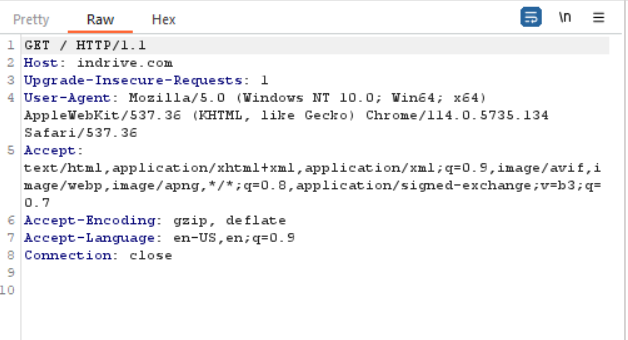 Pretty Raw Hex \n
1 GET / HTTP/1.1
2 Host: indrive.com
3 Upgrade-Insecure-Requests: 1
4 User-Agent: Mozilla/5.0 (Windows NT 10.0; Win64; x64)
AppleWebKit/537.36 (KHTML, like Gecko) Chrome/114.0.5735.134
Safari/537.36
5 Accept:
text/html,application/xhtml+xml,application/xml;q=0.9,image/avif,i
mage/webp,image/apng,*/*;q=0.8,application/signed-exchange;v=b3;q=
0.7
6 Accept-Encoding: gzip, deflate
7 Accept-Language: en-US,en;q=0.9
8 Connection: close
9
10